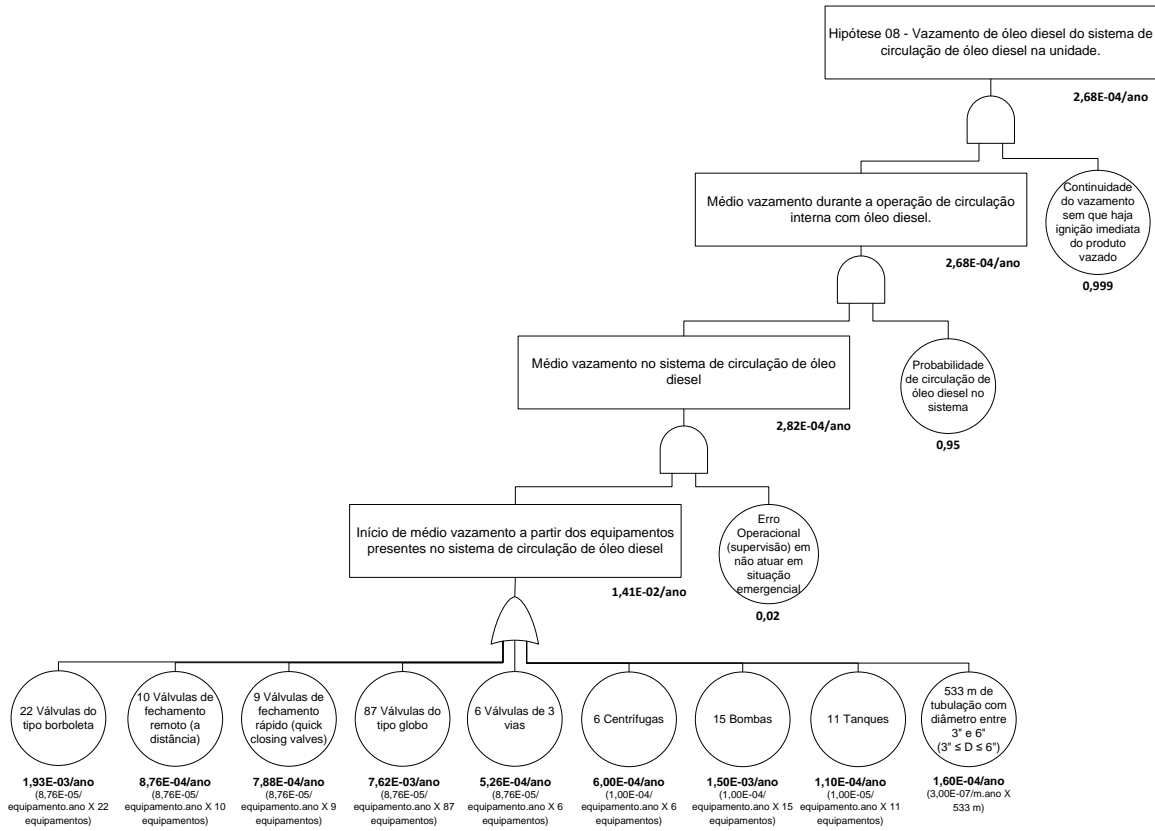 Hipótese 08 - Vazamento de óleo diesel do sistema de
circulação de óleo diesel na unidade.
2,68E-04/ano
Médio vazamento durante a operação de circulação
interna com óleo diesel.
2,68E-04/ano
Continuidade
do vazamento
sem que haja
ignição imediata
do produto
vazado
0,999
Médio vazamento no sistema de circulação de óleo
diesel
2,82E-04/ano
Probabilidade
de circulação de
óleo diesel no
sistema
0,95
Início de médio vazamento a partir dos equipamentos
presentes no sistema de circulação de óleo diesel
1,41E-02/ano
Erro
Operacional
(supervisão) em
não atuar em
situação
emergencial
0,02
22 Válvulas do
tipo borboleta
1,93E-03/ano
(8,76E-05/
equipamento.ano X 22
equipamentos)
10 Válvulas de
fechamento
remoto (a
distância)
8,76E-04/ano
(8,76E-05/
equipamento.ano X 10
equipamentos)
9 Válvulas de
fechamento
rápido (quick
closing valves)
7,88E-04/ano
(8,76E-05/
equipamento.ano X 9
equipamentos)
87 Válvulas do
tipo globo
7,62E-03/ano
(8,76E-05/
equipamento.ano X 87
equipamentos)
6 Válvulas de 3
vias
5,26E-04/ano
(8,76E-05/
equipamento.ano X 6
equipamentos)
6 Centrífugas
6,00E-04/ano
(1,00E-04/
equipamento.ano X 6
equipamentos)
15 Bombas
1,50E-03/ano
(1,00E-04/
equipamento.ano X 15
equipamentos)
11 Tanques
1,10E-04/ano
(1,00E-05/
equipamento.ano X 11
equipamentos)
533 m de
tubulação com
diâmetro entre
3" e 6"
(3" ≤ D ≤ 6")
1,60E-04/ano
(3,00E-07/m.ano X
533 m)